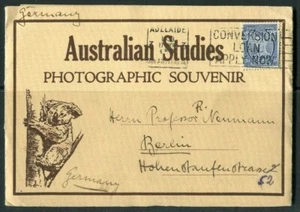 Germany
ADELAIDE
CONVERSION
LOAN
APPLY NOW
Australian Studies
PHOTOGRAPHIC SOUVENIR
Herrn Professor R. Neumann
Berlin
Hohenstaufenstrasse
52
Germany